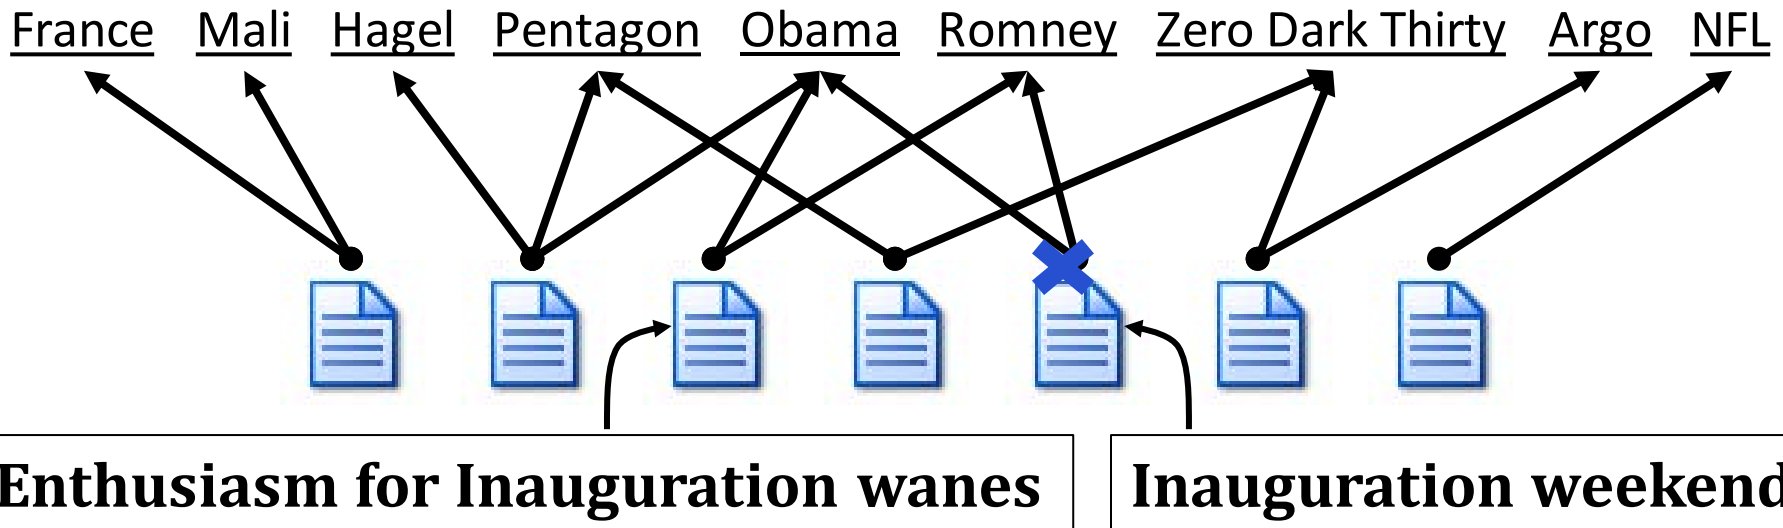 France Mali Hagel Pentagon Obama Romney Zero Dark Thirty Argo NFL
Enthusiasm for Inauguration wanes
Inauguration weekend